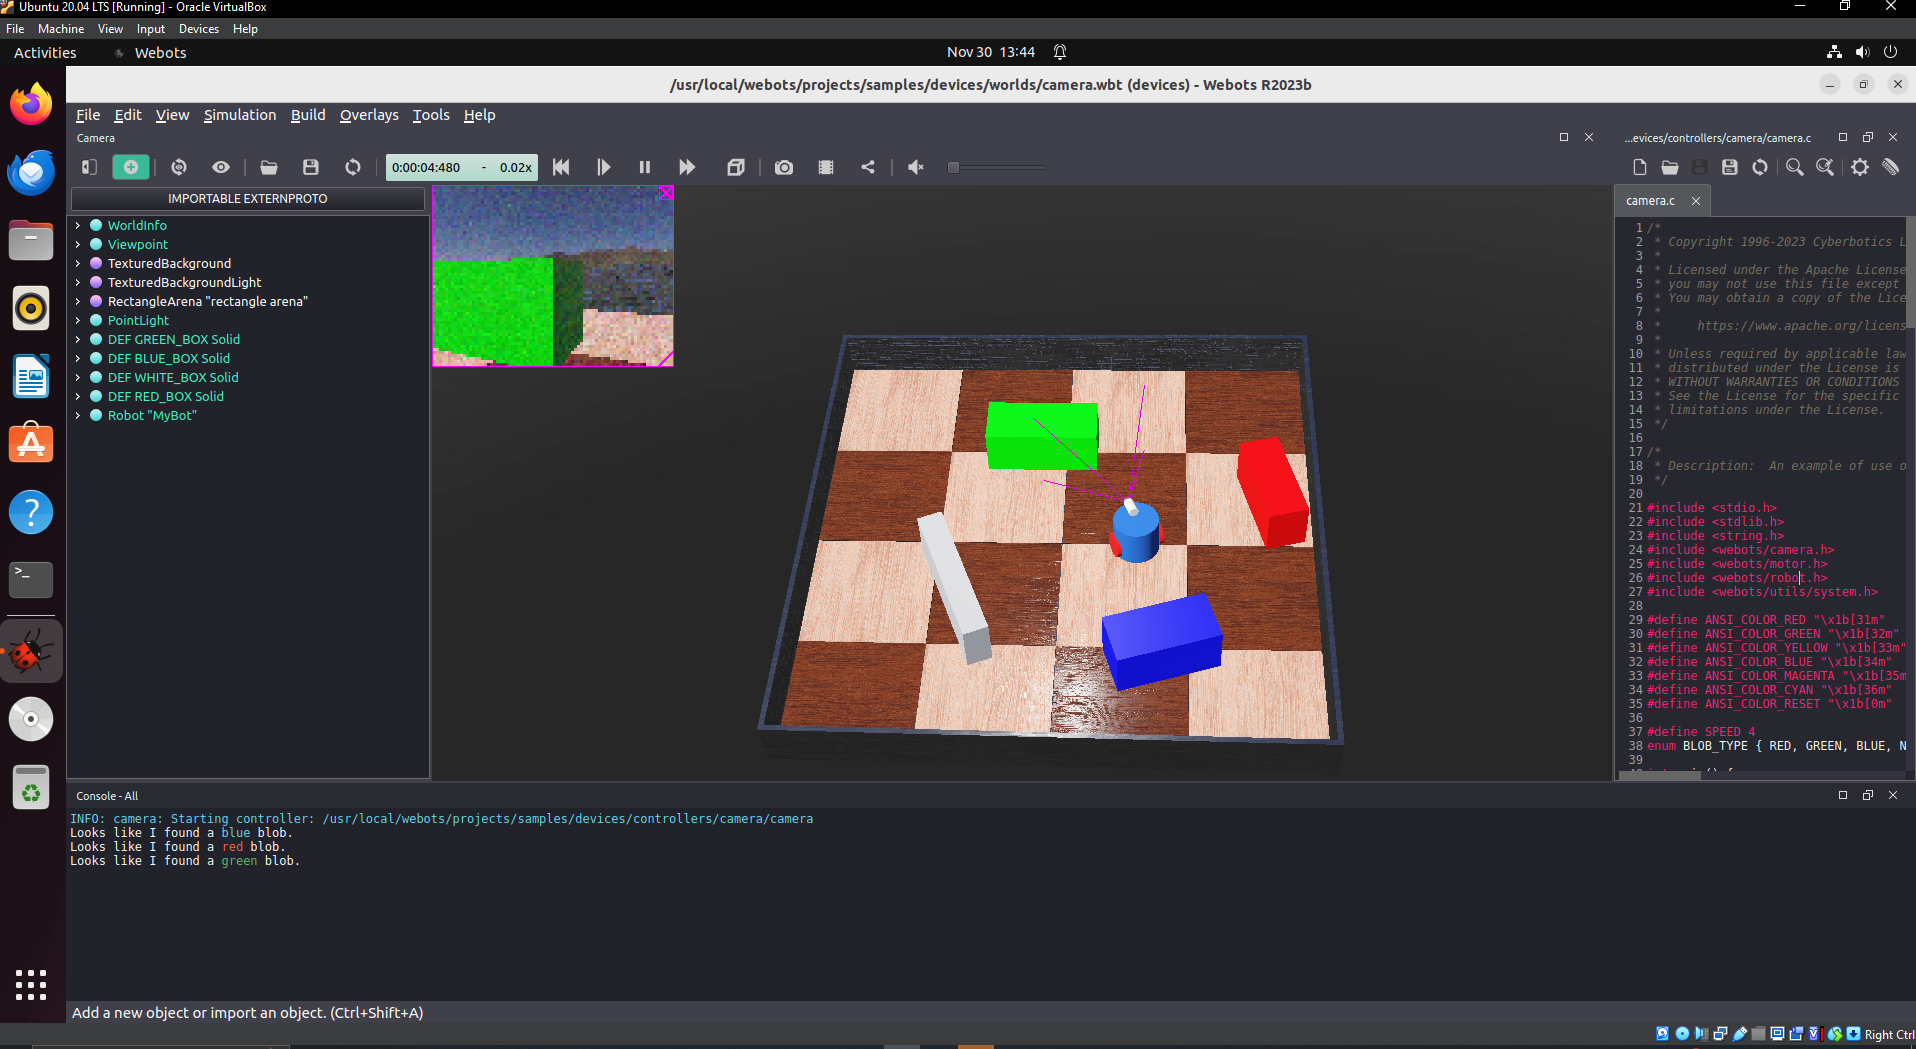 Ubuntu 20.04 LTS [Running] - Oracle VirtualBox
File Machine View Input Devices Help
Activities Webots Nov 30 13:44
/usr/local/webots/projects/samples/devices/worlds/camera.wbt (devices) - Webots R2023b
File Edit View Simulation Build Overlays Tools Help
Camera
...evices/controllers/camera/camera.c
0:00:04:480 - 0.02x
IMPORTABLE EXTERNPROTO
WorldInfo
Viewpoint
TexturedBackground
TexturedBackgroundLight
RectangleArena "rectangle arena"
PointLight
DEF GREEN_BOX Solid
DEF BLUE_BOX Solid
DEF WHITE_BOX Solid
DEF RED_BOX Solid
Robot "MyBot"
camera.c
1 /*
2 * Copyright 1996-2023 Cyberbotics L
3 *
4 * Licensed under the Apache License
5 * you may not use this file except
6 * You may obtain a copy of the Lice
7 *
8 * https://www.apache.org/licens
9 *
10 * Unless required by applicable law
11 * distributed under the License is
12 * WITHOUT WARRANTIES OR CONDITIONS
13 * See the License for the specific
14 * limitations under the License.
15 */
16
17 /*
18 * Description: An example of use o
19 */
20
21 #include <stdio.h>
22 #include <stdlib.h>
23 #include <string.h>
24 #include <webots/camera.h>
25 #include <webots/motor.h>
26 #include <webots/robot.h>
27 #include <webots/utils/system.h>
28
29 #define ANSI_COLOR_RED "\x1b[31m"
30 #define ANSI_COLOR_GREEN "\x1b[32m"
31 #define ANSI_COLOR_YELLOW "\x1b[33m"
32 #define ANSI_COLOR_BLUE "\x1b[34m"
33 #define ANSI_COLOR_MAGENTA "\x1b[35m
34 #define ANSI_COLOR_CYAN "\x1b[36m"
35 #define ANSI_COLOR_RESET "\x1b[0m"
36
37 #define SPEED 4
38 enum BLOB_TYPE { RED, GREEN, BLUE, N
39
Console - All
INFO: camera: Starting controller: /usr/local/webots/projects/samples/devices/controllers/camera/camera
Looks like I found a blue blob.
Looks like I found a red blob.
Looks like I found a green blob.
Add a new object or import an object. (Ctrl+Shift+A)
Right Ctrl